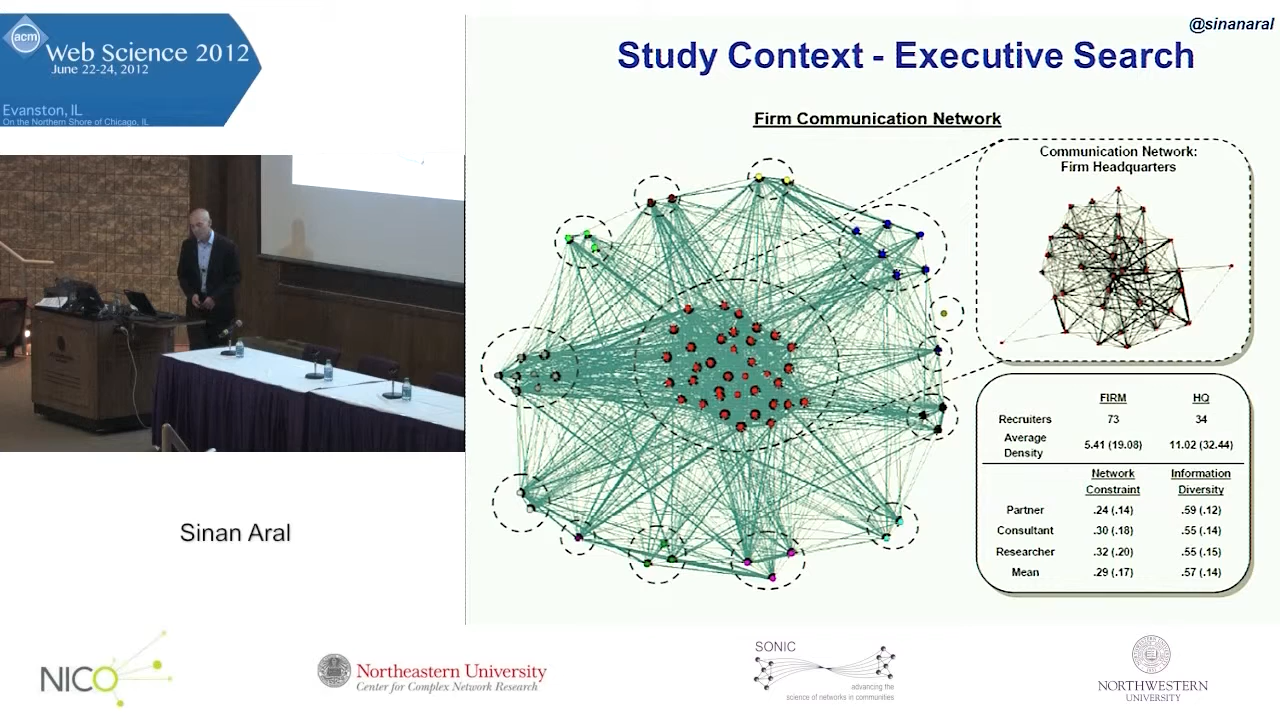 acm
Web Science 2012
June 22-24, 2012
Evanston, IL
On the Northern Shore of Chicago, IL
@sinanaral
Study Context - Executive Search
Firm Communication Network
Communication Network:
Firm Headquarters
FIRM HQ
Recruiters 73 34
Average
Density 5.41 (19.08) 11.02 (32.44)
Network Information
Constraint Diversity
Partner .24 (.14) .59 (.12)
Consultant .30 (.18) .55 (.14)
Researcher .32 (.20) .55 (.15)
Mean .29 (.17) .57 (.14)
Sinan Aral
NICO
Northeastern University
Center for Complex Network Research
SONIC
advancing the
science of networks in communities
NORTHWESTERN
UNIVERSITY